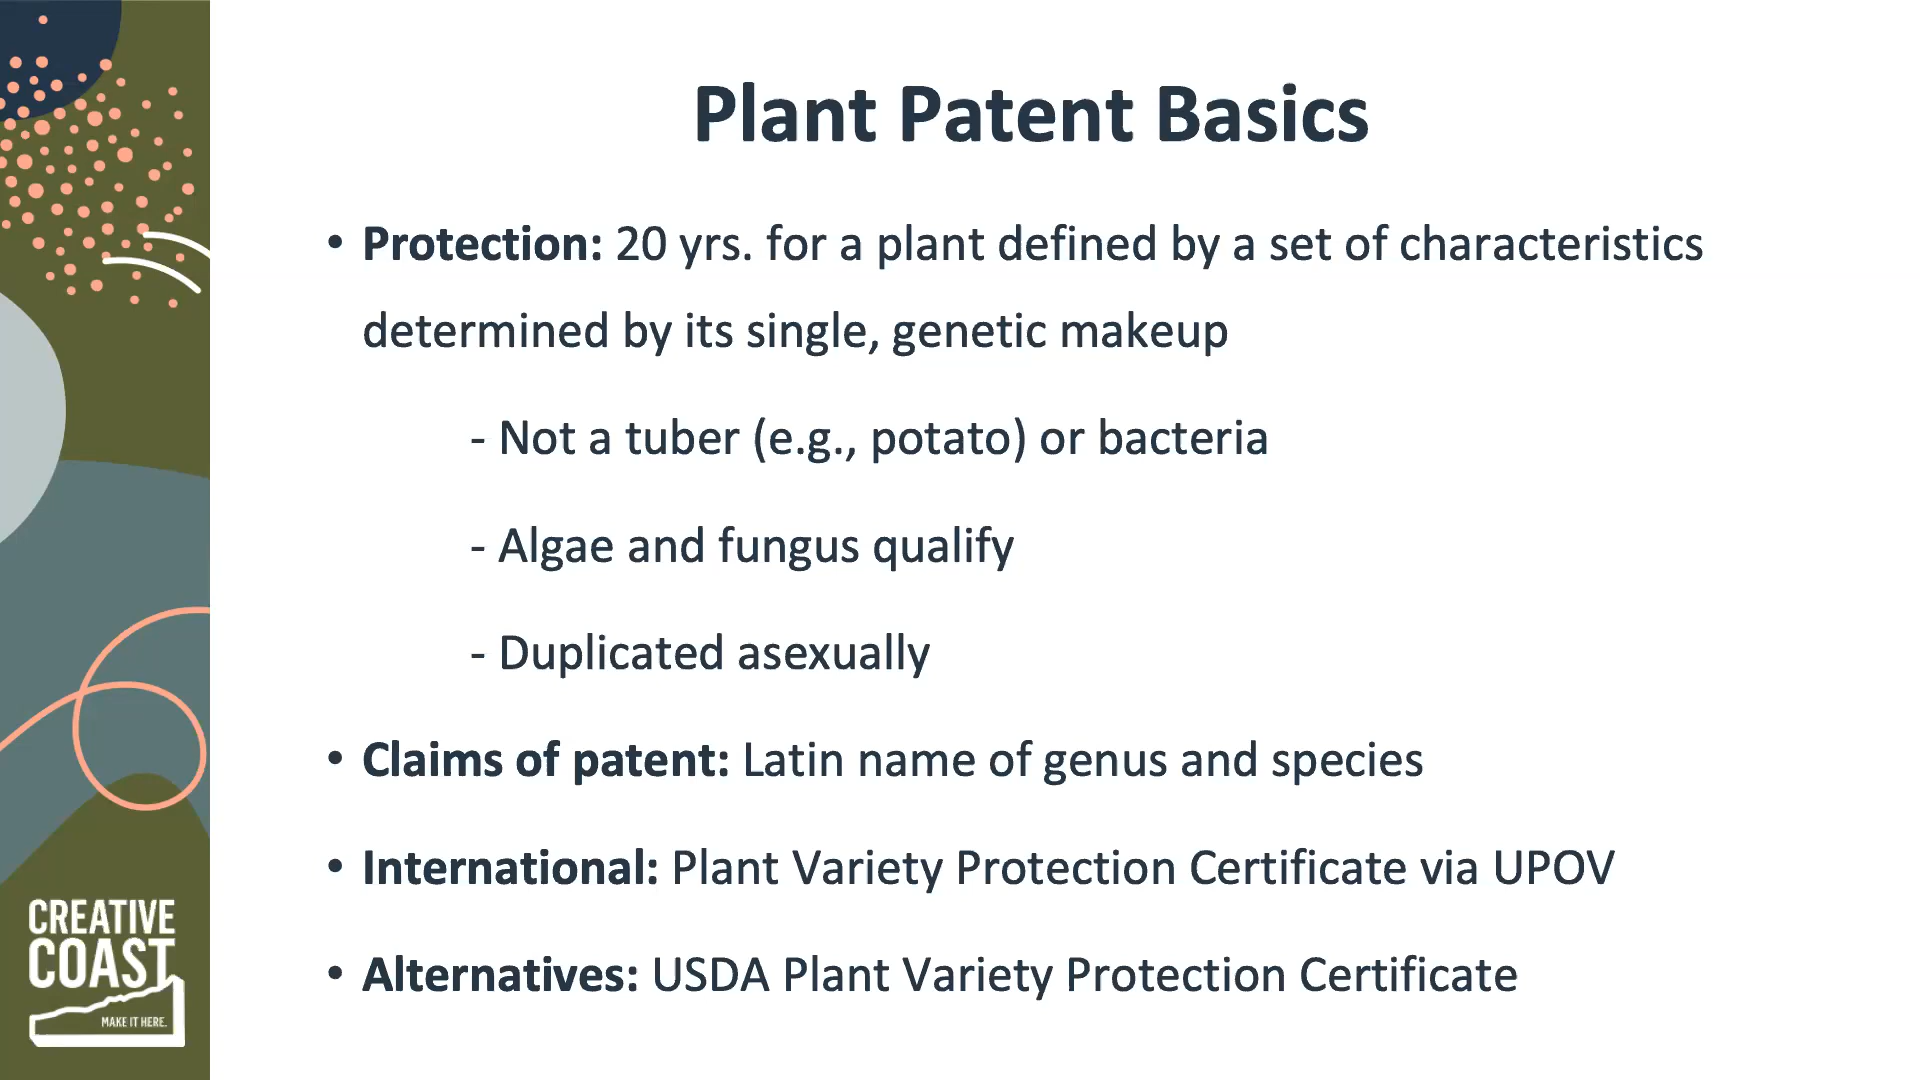 Plant Patent Basics
• Protection: 20 yrs. for a plant defined by a set of characteristics
determined by its single, genetic makeup
- Not a tuber (e.g., potato) or bacteria
- Algae and fungus qualify
- Duplicated asexually
• Claims of patent: Latin name of genus and species
• International: Plant Variety Protection Certificate via UPOV
• Alternatives: USDA Plant Variety Protection Certificate
CREATIVE
COAST
MAKE IT HERE.